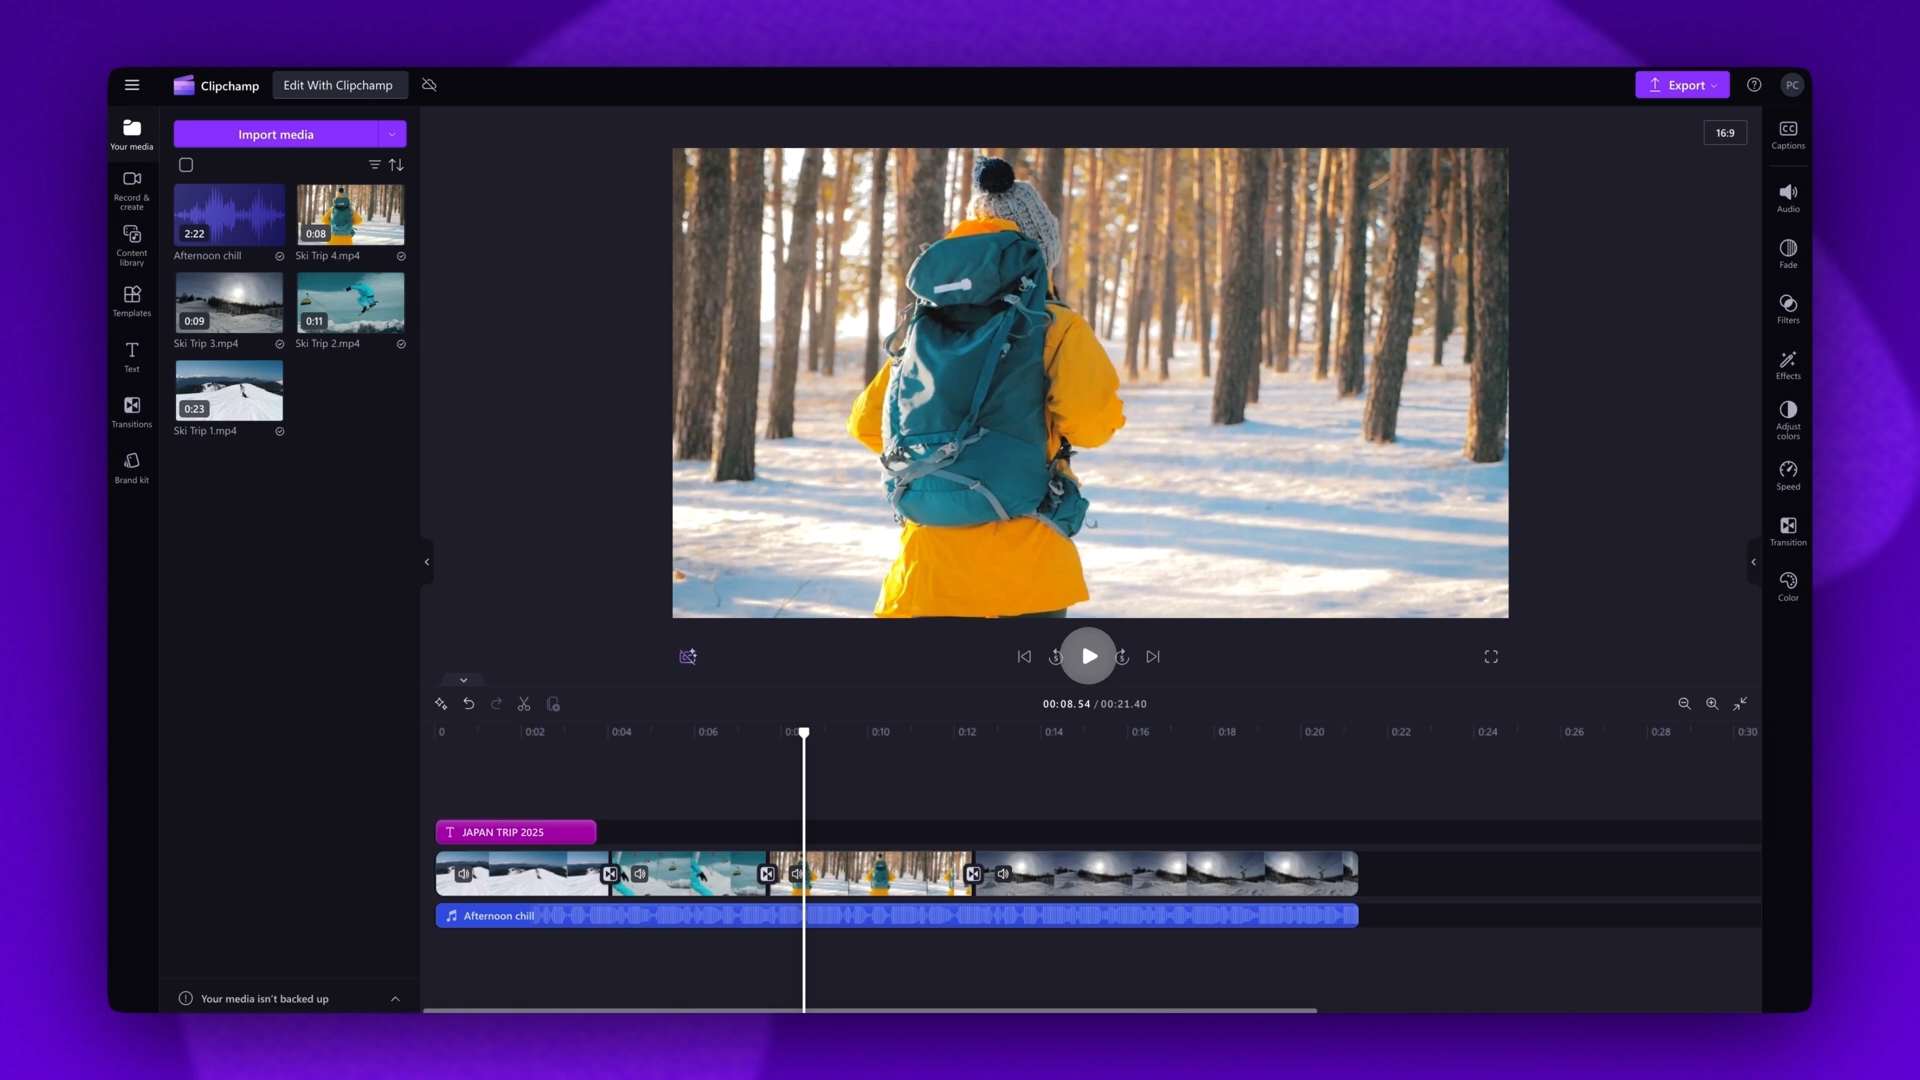 Clipchamp
Edit With Clipchamp
Export
PC
Your media
Record &
create
Content
library
Templates
Text
Transitions
Brand kit
Import media
2:22
Afternoon chill
0:08
Ski Trip 4.mp4
0:09
Ski Trip 3.mp4
0:11
Ski Trip 2.mp4
0:23
Ski Trip 1.mp4
Your media isn't backed up
16:9
CC
Captions
Audio
Fade
Filters
Effects
Adjust
colors
Speed
Transition
Color
5
5
00:08.54 / 00:21.40
0
0:02
0:04
0:06
0:10
0:12
0:14
0:16
0:18
0:20
0:22
0:24
0:26
0:28
0:30
T JAPAN TRIP 2025
Afternoon chill